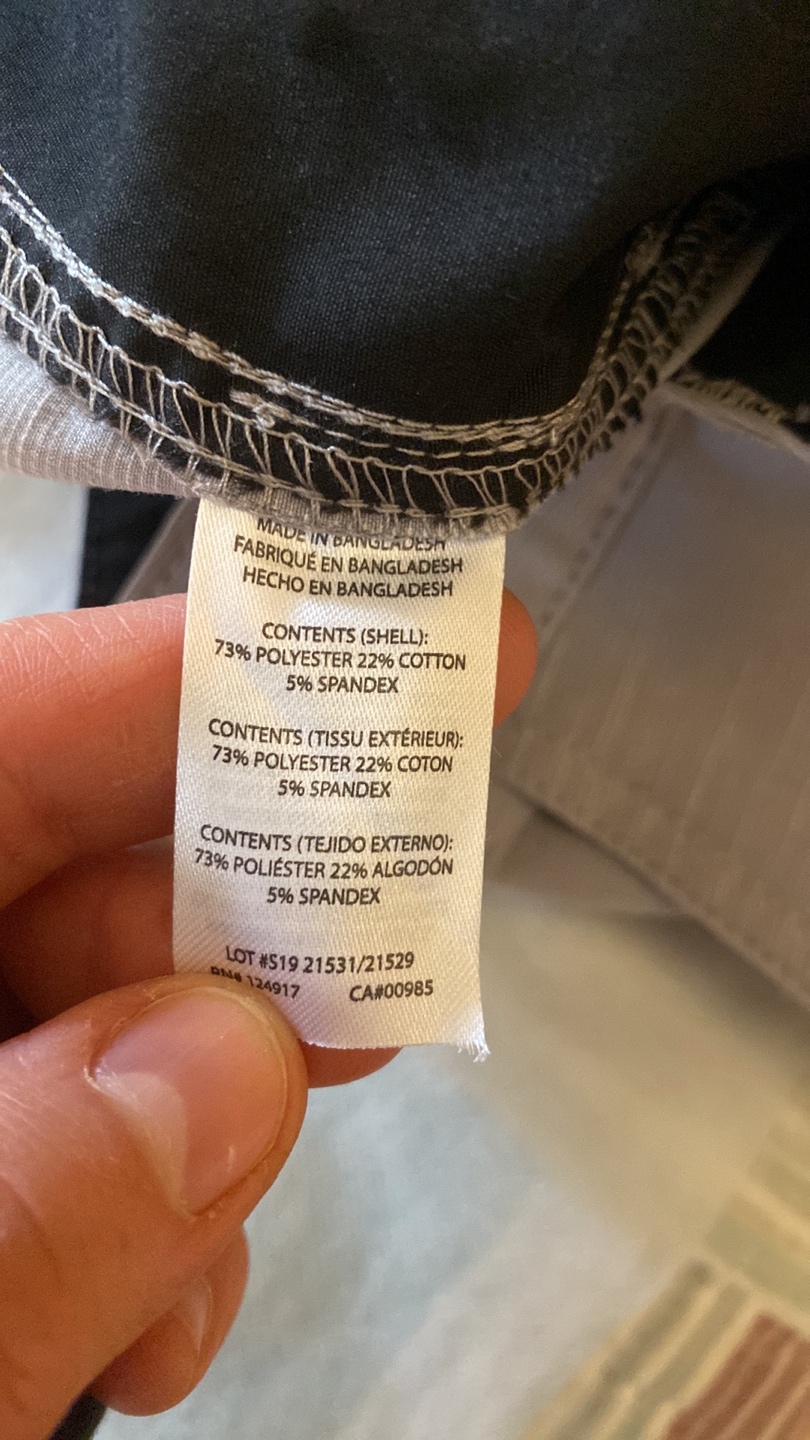 MADE IN BANGLADESH
FABRIQUÉ EN BANGLADESH
HECHO EN BANGLADESH
CONTENTS (SHELL):
73% POLYESTER 22% COTTON
5% SPANDEX
CONTENTS (TISSU EXTÉRIEUR):
73% POLYESTER 22% COTON
5% SPANDEX
CONTENTS (TEJIDO EXTERNO):
73% POLIÉSTER 22% ALGODÓN
5% SPANDEX
LOT #S19 21531/21529
RN# 124917 CA#00985